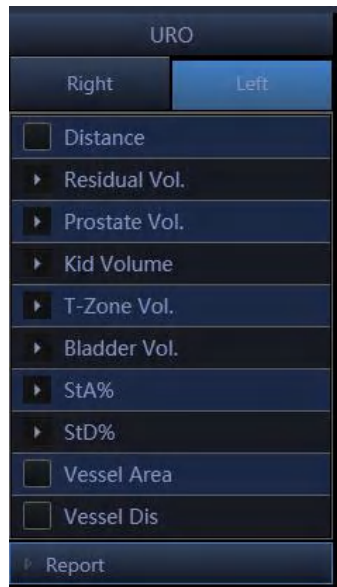 URO
Right Left
Distance
Residual Vol.
Prostate Vol.
Kid Volume
T-Zone Vol.
Bladder Vol.
StA%
StD%
Vessel Area
Vessel Dis
Report